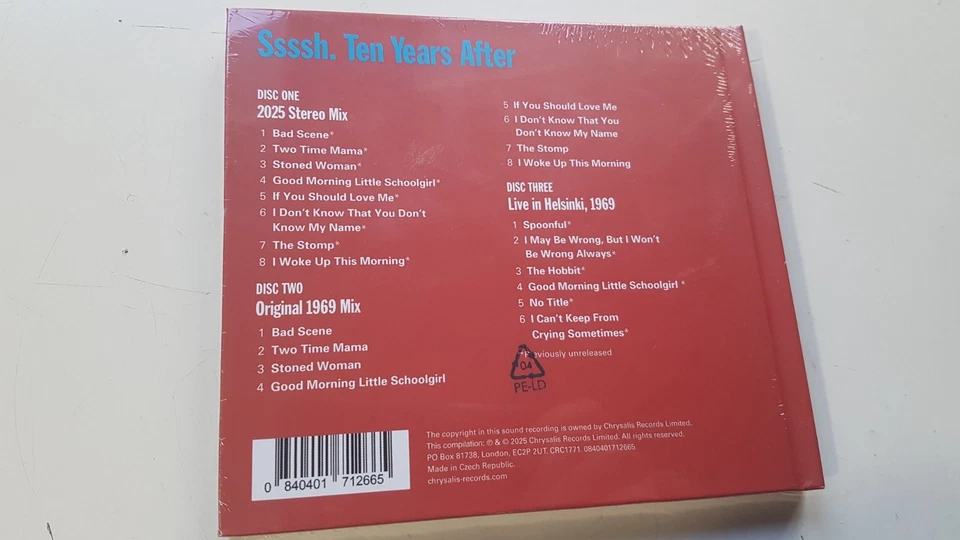 Ssssh. Ten Years After
DISC ONE
2025 Stereo Mix
1 Bad Scene*
2 Two Time Mama*
3 Stoned Woman*
4 Good Morning Little Schoolgirl*
5 If You Should Love Me*
6 I Don't Know That You Don't
Know My Name*
7 The Stomp*
8 I Woke Up This Morning*
DISC TWO
Original 1969 Mix
1 Bad Scene
2 Two Time Mama
3 Stoned Woman
4 Good Morning Little Schoolgirl
5 If You Should Love Me
6 I Don't Know That You
Don't Know My Name
7 The Stomp
8 I Woke Up This Morning
DISC THREE
Live in Helsinki, 1969
1 Spoonful*
2 I May Be Wrong, But I Won't
Be Wrong Always*
3 The Hobbit*
4 Good Morning Little Schoolgirl *
5 No Title*
6 I Can't Keep From
Crying Sometimes*
*Previously unreleased
04
PE-LD
The copyright in this sound recording is owned by Chrysalis Records Limited.
This compilation: ℗ & © 2025 Chrysalis Records Limited. All rights reserved.
PO Box 81738, London, EC2P 2UT. CRC1771. 0840401712665
Made in Czech Republic.
chrysalis-records.com
0 840401 712665